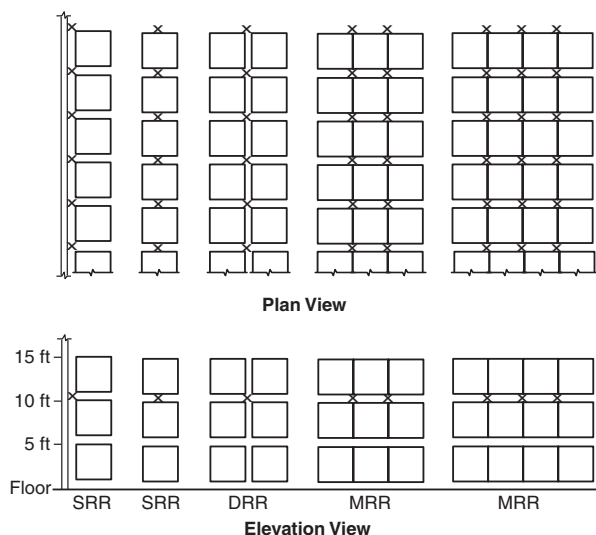 Plan View
15 ft
10 ft
5 ft
Floor
SRR SRR DRR MRR MRR
Elevation View